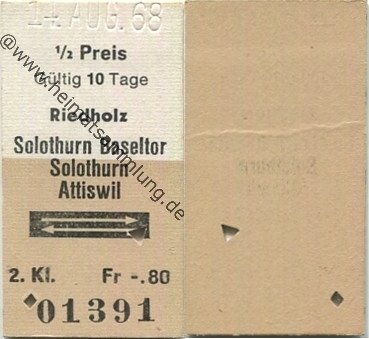 14. AUG. 68
½ Preis
Gültig 10 Tage
Riedholz
Solothurn Baseltor
Solothurn
Attiswil
2. Kl. Fr -.80
01391
www.heimatsammlung.de